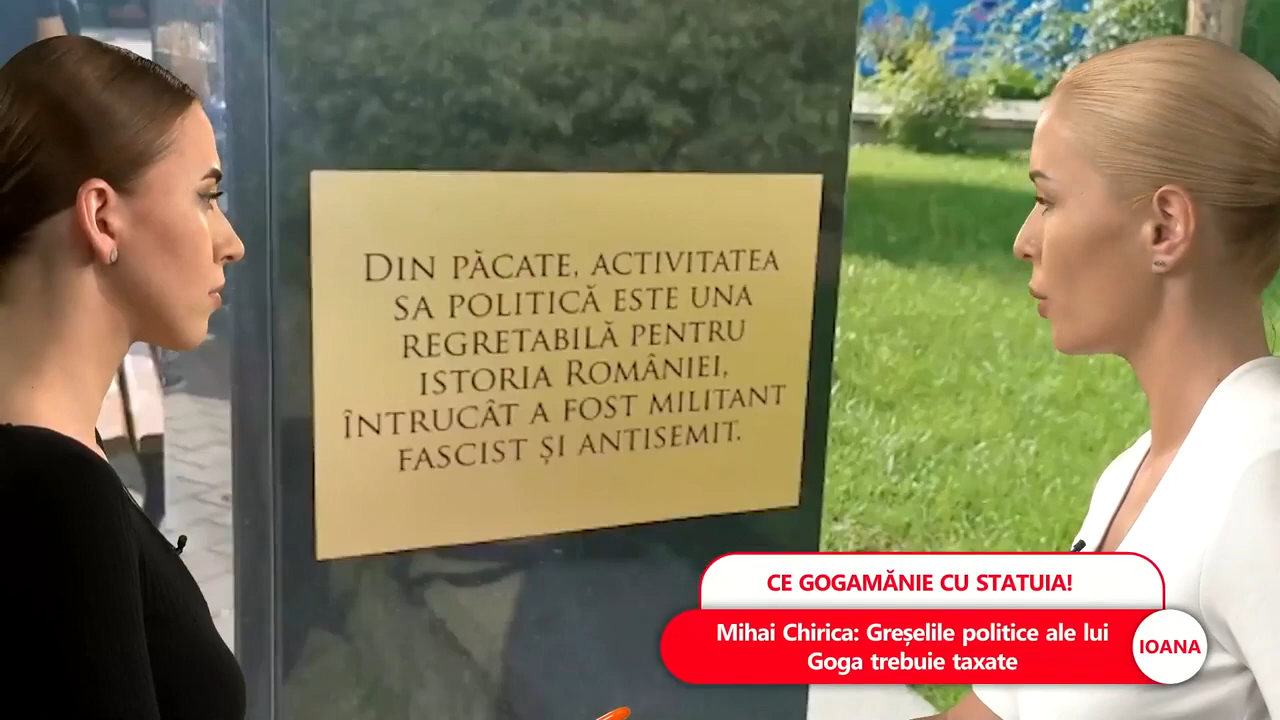 DIN PĂCATE, ACTIVITATEA
SA POLITICĂ ESTE UNA
REGRETABILĂ PENTRU
ISTORIA ROMÂNIEI,
ÎNTRUCÂT A FOST MILITANT
FASCIST ȘI ANTISEMIT.
CE GOGAMĂNIE CU STATUIA!
Mihai Chirica: Greșelile politice ale lui
Goga trebuie taxate
IOANA